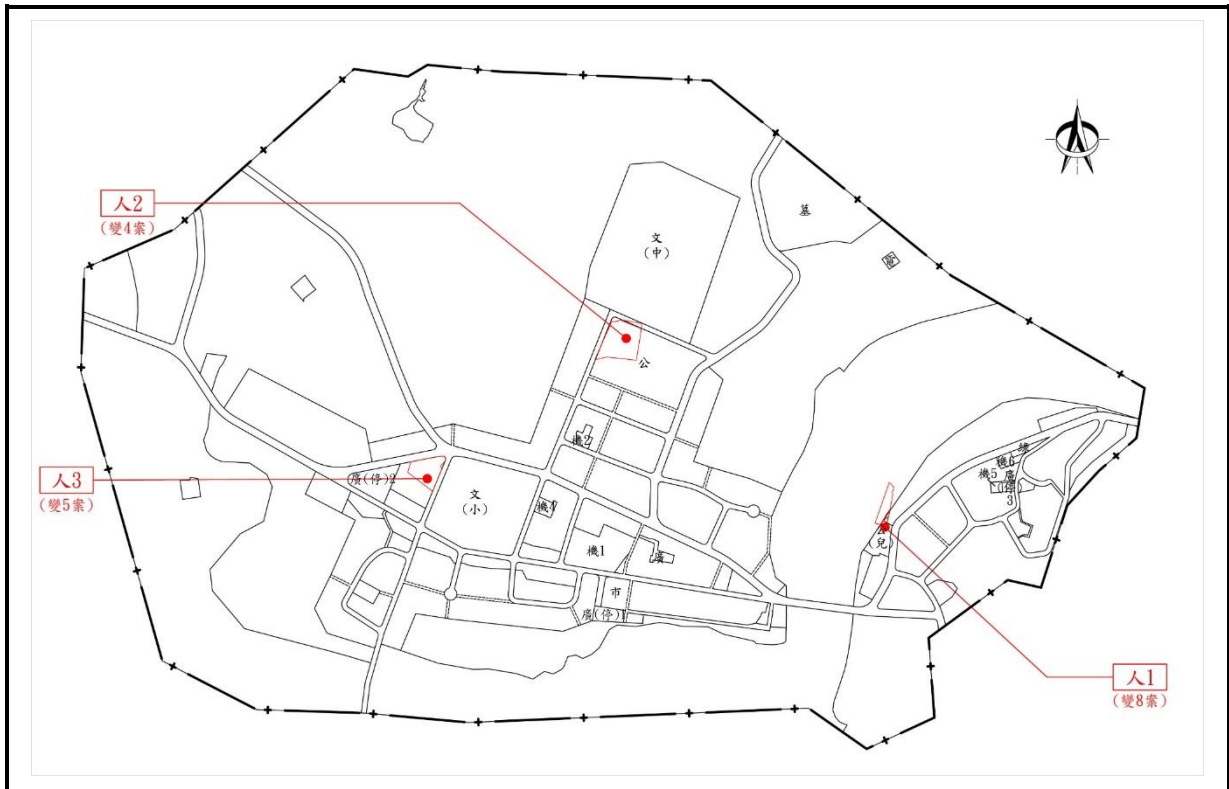 人2
(變4案)
墓
文
(中)
公
機2
人3
(變5案)
廣(停)2
文
(小)
機4
機1
廣
市
廣(停)1
綠
機6
機5
廣
停
3
(兒)
人1
(變8案)